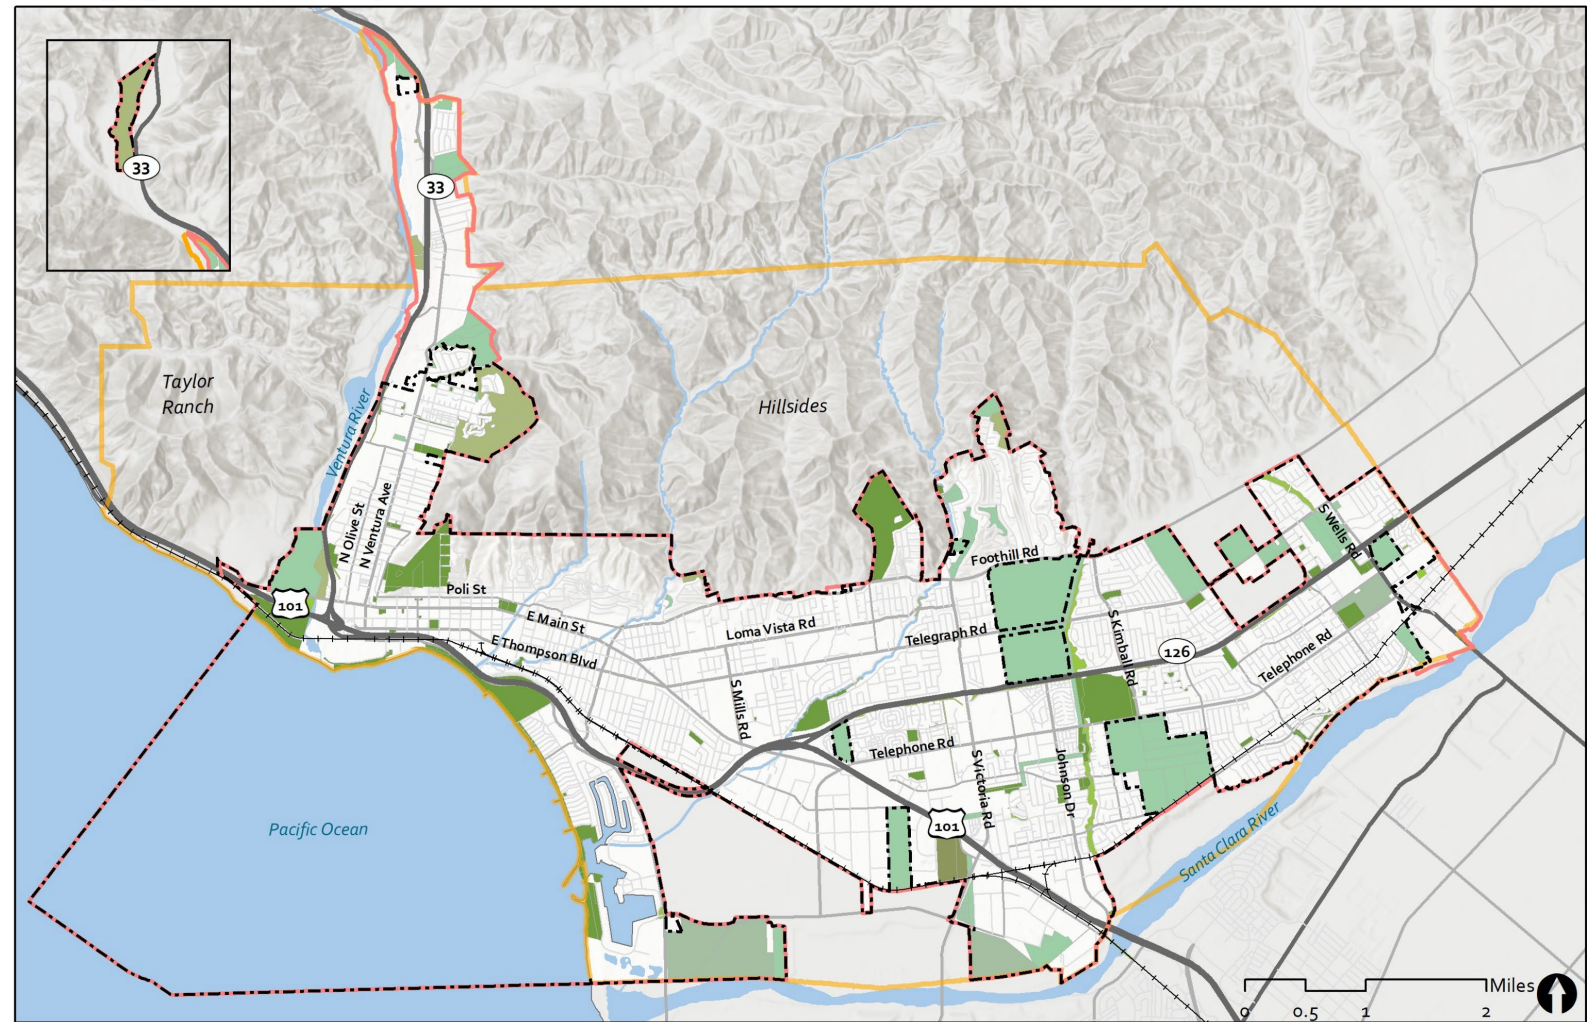 33
33
Taylor
Ranch
Ventura River
Hillsides
N Olive St
N Ventura Ave
S Wells Rd
Foothill Rd
Poli St
101
E Main St
Loma Vista Rd
Telegraph Rd
S Kimball Rd
126
E Thompson Blvd
Telephone Rd
S Mills Rd
Telephone Rd
S Victoria Rd
Johnson Dr
Pacific Ocean
101
Santa Clara River
Miles
0 0.5 1 2